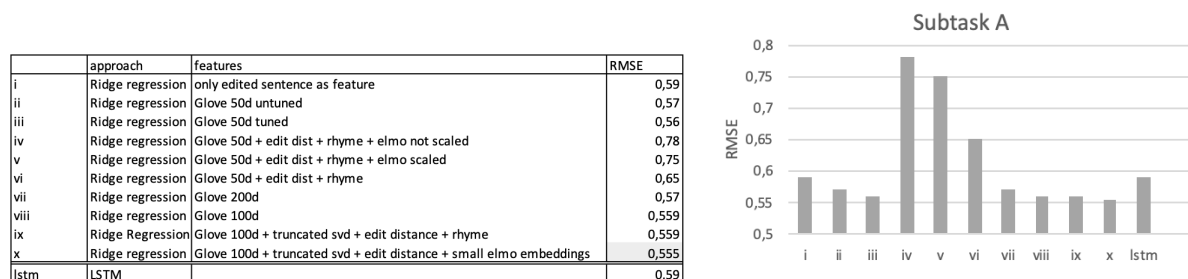 approach features RMSE
i Ridge regression only edited sentence as feature 0,59
ii Ridge regression Glove 50d untuned 0,57
iii Ridge regression Glove 50d tuned 0,56
iv Ridge regression Glove 50d + edit dist + rhyme + elmo not scaled 0,78
v Ridge regression Glove 50d + edit dist + rhyme + elmo scaled 0,75
vi Ridge regression Glove 50d + edit dist + rhyme 0,65
vii Ridge regression Glove 200d 0,57
viii Ridge regression Glove 100d 0,559
ix Ridge Regression Glove 100d + truncated svd + edit distance + rhyme 0,559
x Ridge regression Glove 100d + truncated svd + edit distance + small elmo embeddings 0,555
lstm LSTM 0,59
Subtask A
RMSE
0,8
0,75
0,7
0,65
0,6
0,55
0,5
i ii iii iv v vi vii viii ix x lstm